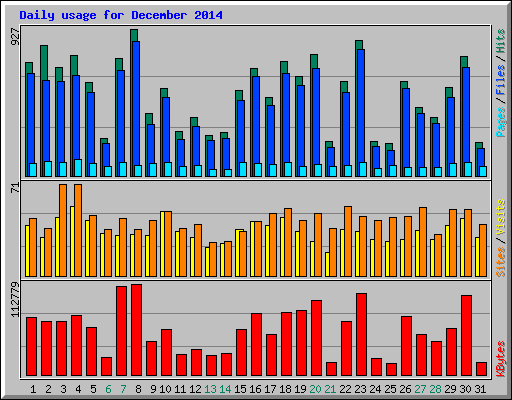 Daily usage for December 2014
927
Pages / Files / Hits
71
Sites / Visits
112779
KBytes
1 2 3 4 5 6 7 8 9 10 11 12 13 14 15 16 17 18 19 20 21 22 23 24 25 26 27 28 29 30 31